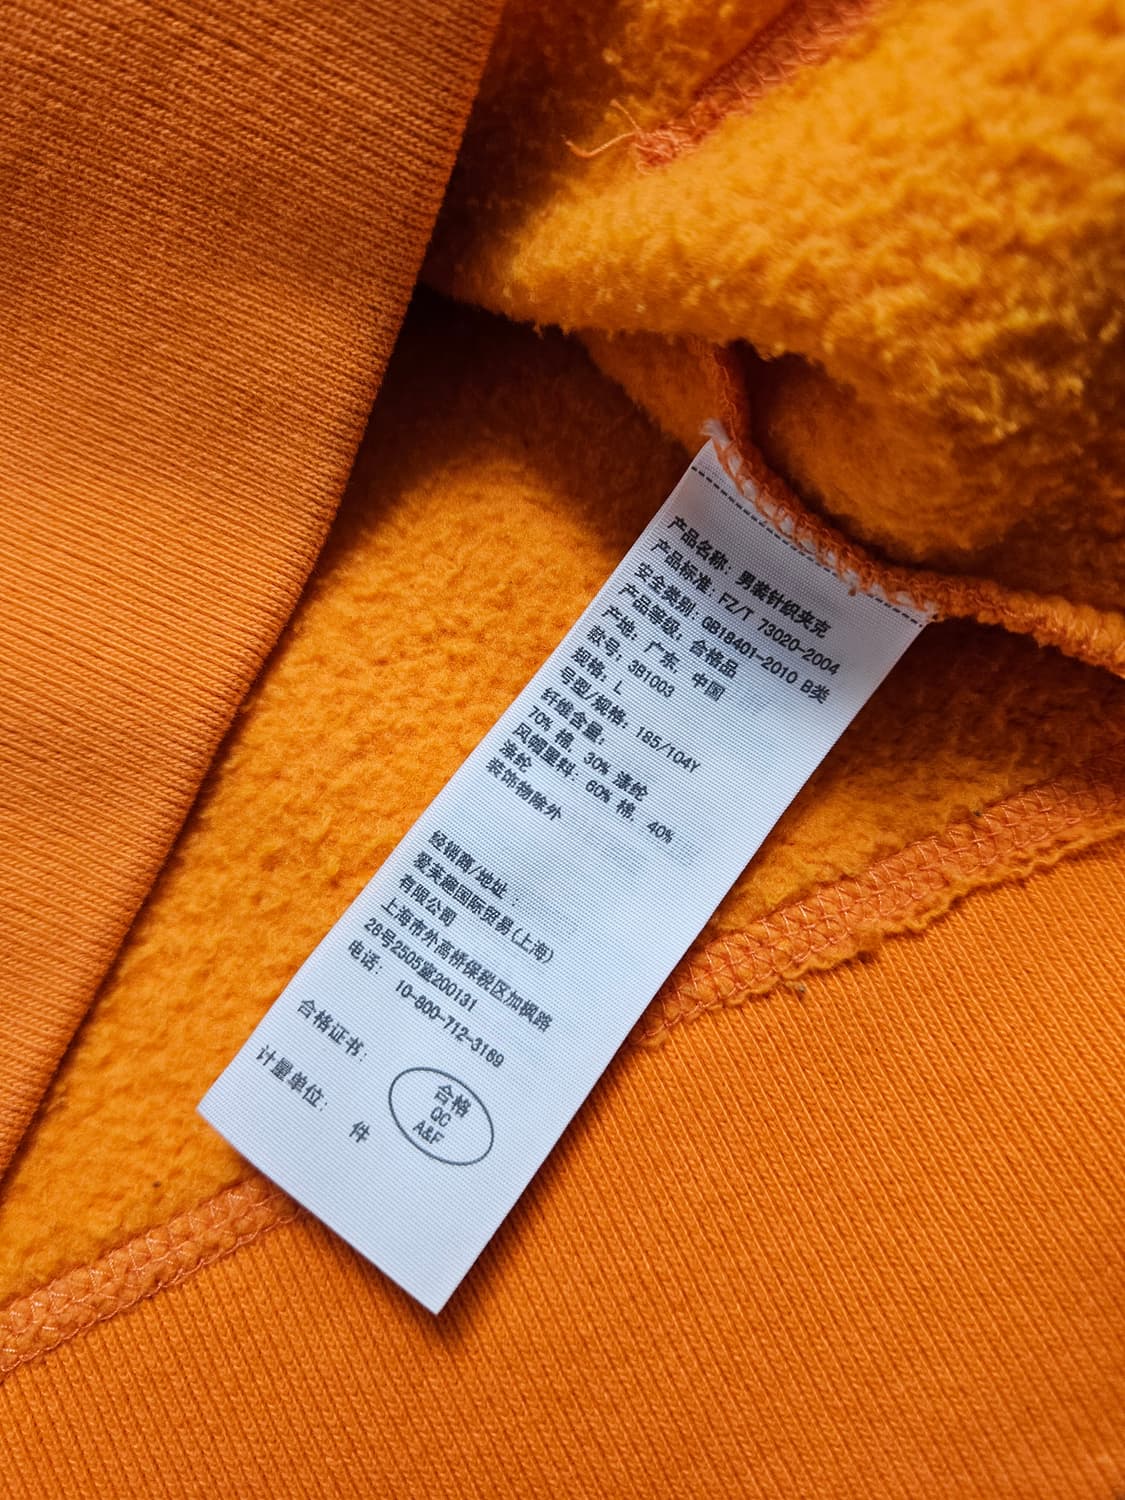 产品名称: 男装针织夹克
产品标准: FZ/T 73020-2004
安全类别: GB18401-2010 B类
产品等级: 合格品
产地: 广东, 中国
款号: 3B1003
规格: L
号型/规格: 185/104Y
纤维含量:
70% 棉, 30% 涤纶
风帽里料: 60% 棉, 40%
涤纶
装饰物除外
经销商/地址:
爱芙趣国际贸易(上海)
有限公司
上海市外高桥保税区加枫路
28号2505室200131
电话:
10-800-712-3169
合格证书:
合格
QC
A&F
计量单位:
件